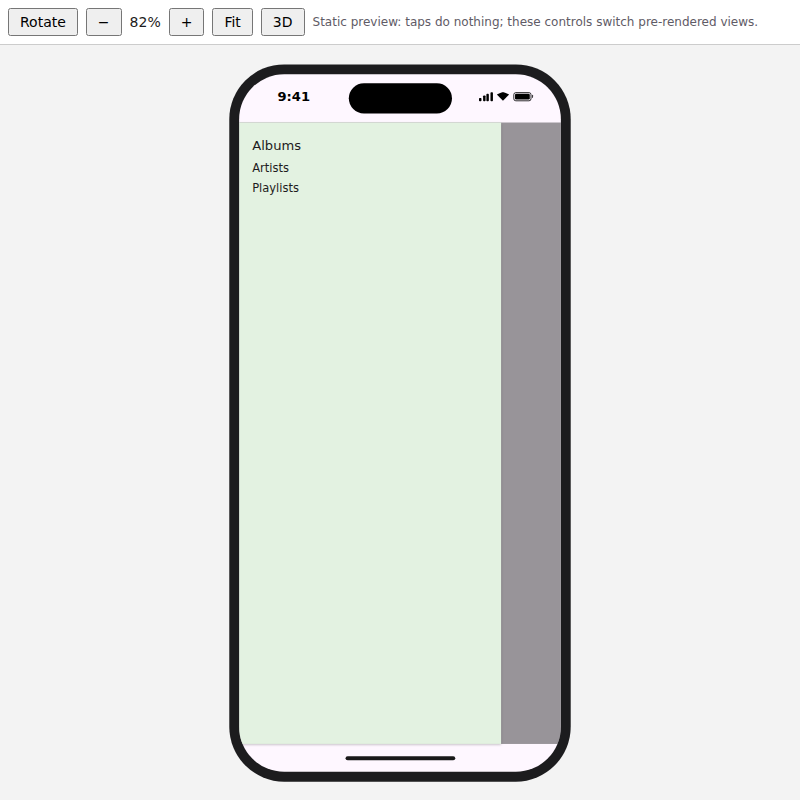 Rotate − 82% + Fit 3D Static preview: taps do nothing; these controls switch pre-rendered views.
9:41
Albums
Artists
Playlists